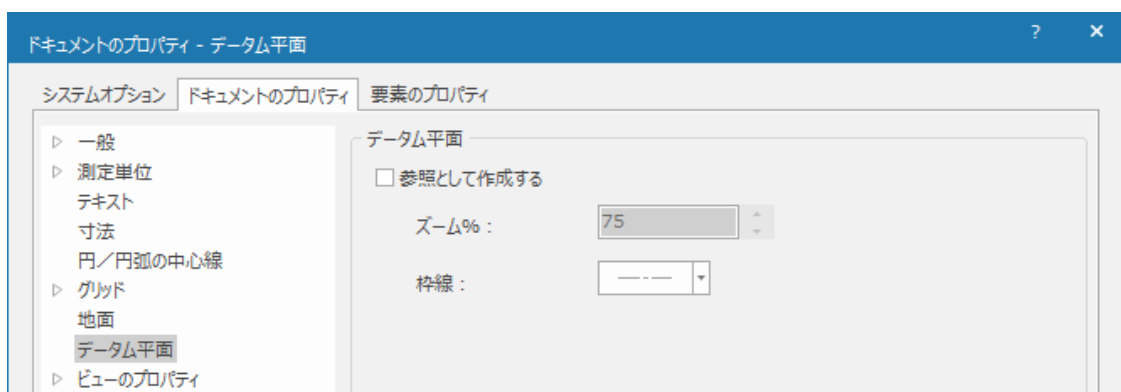 ドキュメントのプロパティ - データム平面
?
×
システムオプション ドキュメントのプロパティ 要素のプロパティ
一般
測定単位
テキスト
寸法
円／円弧の中心線
グリッド
地面
データム平面
ビューのプロパティ
データム平面
参照として作成する
ズーム% : 75
枠線 :